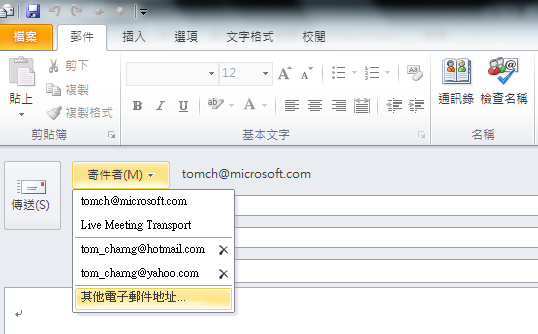 檔案 郵件 插入 選項 文字格式 校閱
剪下
12
貼上
複製
複製格式
B I U
通訊錄 檢查名稱
剪貼簿 基本文字 名稱
寄件者(M) tomch@microsoft.com
傳送(S)
tomch@microsoft.com
Live Meeting Transport
tom_charng@hotmail.com
tom_charng@yahoo.com
其他電子郵件地址...